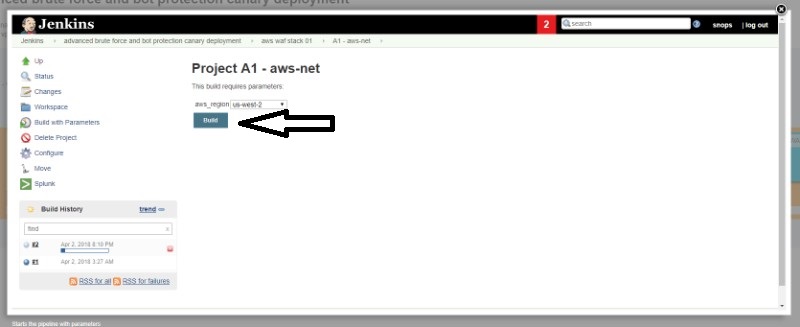 ced brute force and bot protection canary deployment
Jenkins
2
search
snops
| log out
Jenkins
advanced brute force and bot protection canary deployment
aws waf stack 01
A1 - aws-net
Up
Status
Changes
Workspace
Build with Parameters
Delete Project
Configure
Move
Splunk
Project A1 - aws-net
This build requires parameters:
aws_region us-west-2
Build
Build History
trend
find
x
#2
Apr 2, 2018 8:19 PM
#1
Apr 2, 2018 3:27 AM
RSS for all
RSS for failures
Starts the pipeline with parameters